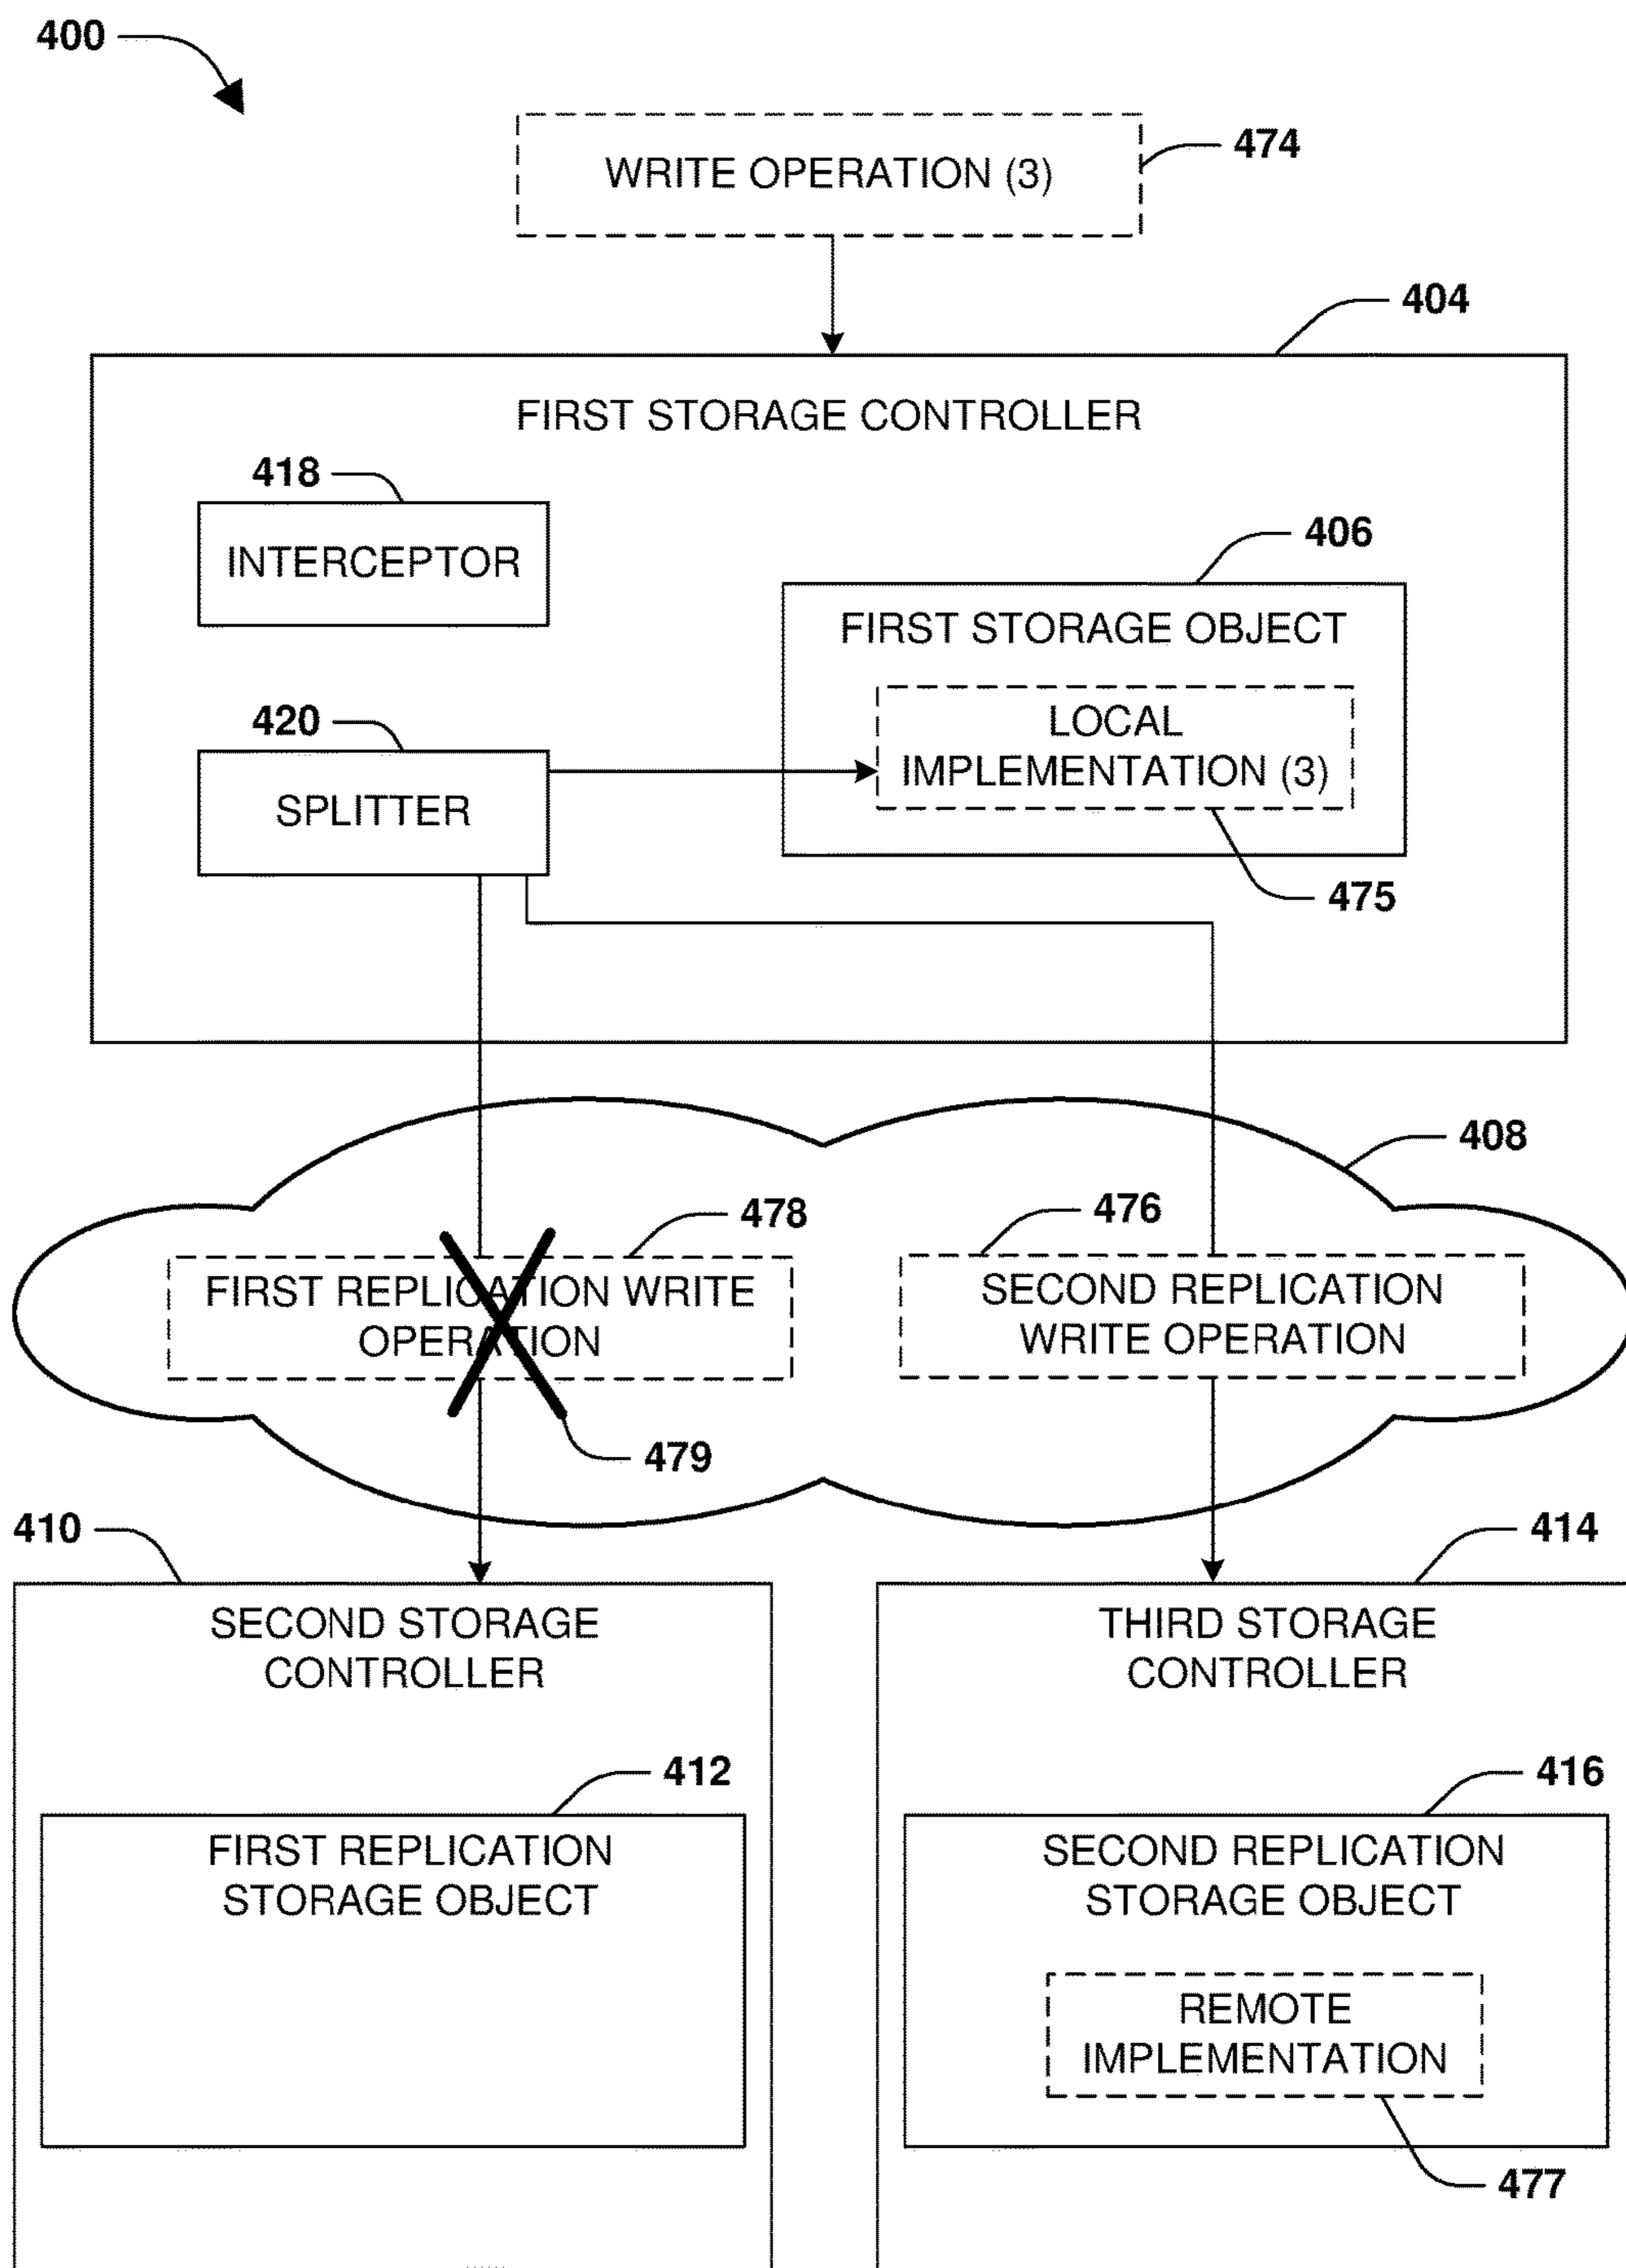 400
WRITE OPERATION (3)
474
404
FIRST STORAGE CONTROLLER
418
INTERCEPTOR
406
FIRST STORAGE OBJECT
LOCAL
IMPLEMENTATION (3)
475
420
SPLITTER
408
478
FIRST REPLICATION WRITE
OPERATION
479
476
SECOND REPLICATION
WRITE OPERATION
410
SECOND STORAGE
CONTROLLER
412
FIRST REPLICATION
STORAGE OBJECT
414
THIRD STORAGE
CONTROLLER
416
SECOND REPLICATION
STORAGE OBJECT
REMOTE
IMPLEMENTATION
477